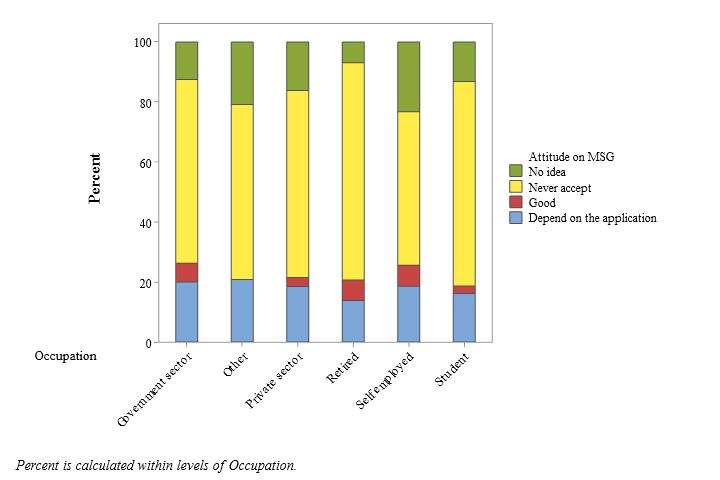 100
80
60
40
20
0
Percent
Attitude on MSG
No idea
Never accept
Good
Depend on the application
Occupation
Government sector
Other
Private sector
Retired
Self employed
Student
Percent is calculated within levels of Occupation.